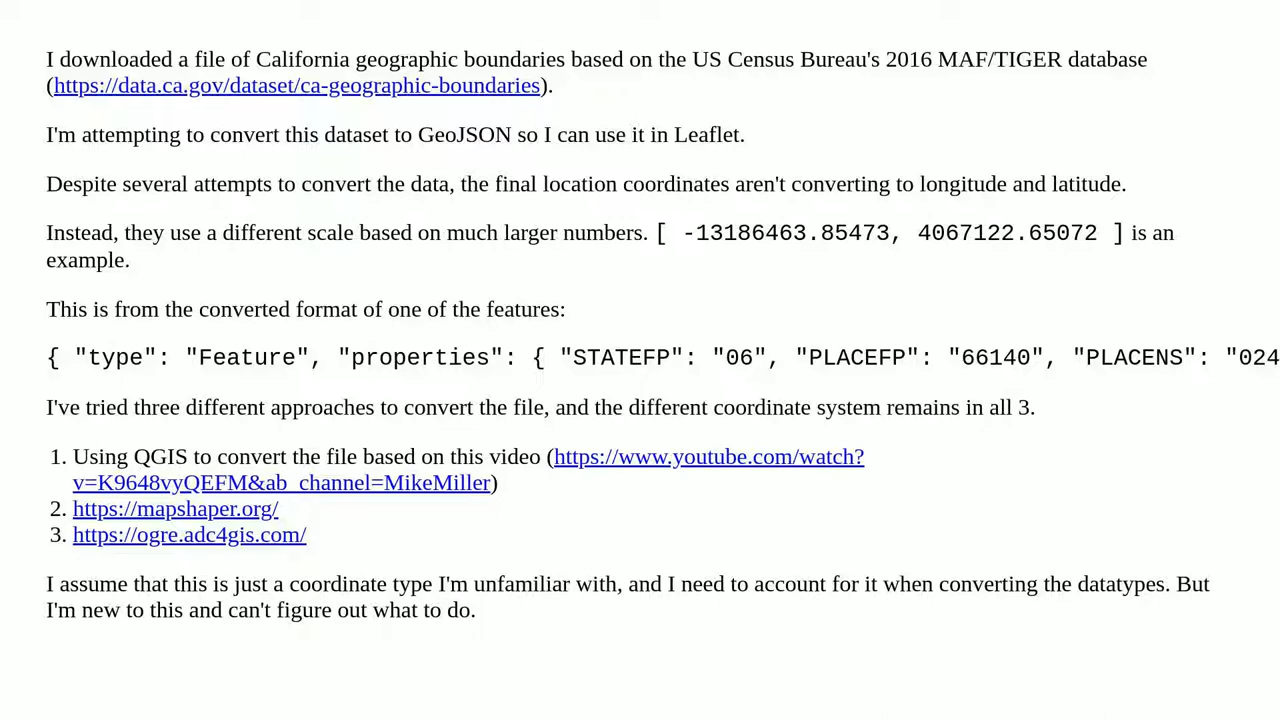 I downloaded a file of California geographic boundaries based on the US Census Bureau's 2016 MAF/TIGER database
(https://data.ca.gov/dataset/ca-geographic-boundaries).
I'm attempting to convert this dataset to GeoJSON so I can use it in Leaflet.
Despite several attempts to convert the data, the final location coordinates aren't converting to longitude and latitude.
Instead, they use a different scale based on much larger numbers. [ -13186463.85473, 4067122.65072 ] is an
example.
This is from the converted format of one of the features:
{ "type": "Feature", "properties": { "STATEFP": "06", "PLACEFP": "66140", "PLACENS": "024
I've tried three different approaches to convert the file, and the different coordinate system remains in all 3.
1. Using QGIS to convert the file based on this video (https://www.youtube.com/watch?
v=K9648vyQEFM&ab_channel=MikeMiller)
2. https://mapshaper.org/
3. https://ogre.adc4gis.com/
I assume that this is just a coordinate type I'm unfamiliar with, and I need to account for it when converting the datatypes. But
I'm new to this and can't figure out what to do.